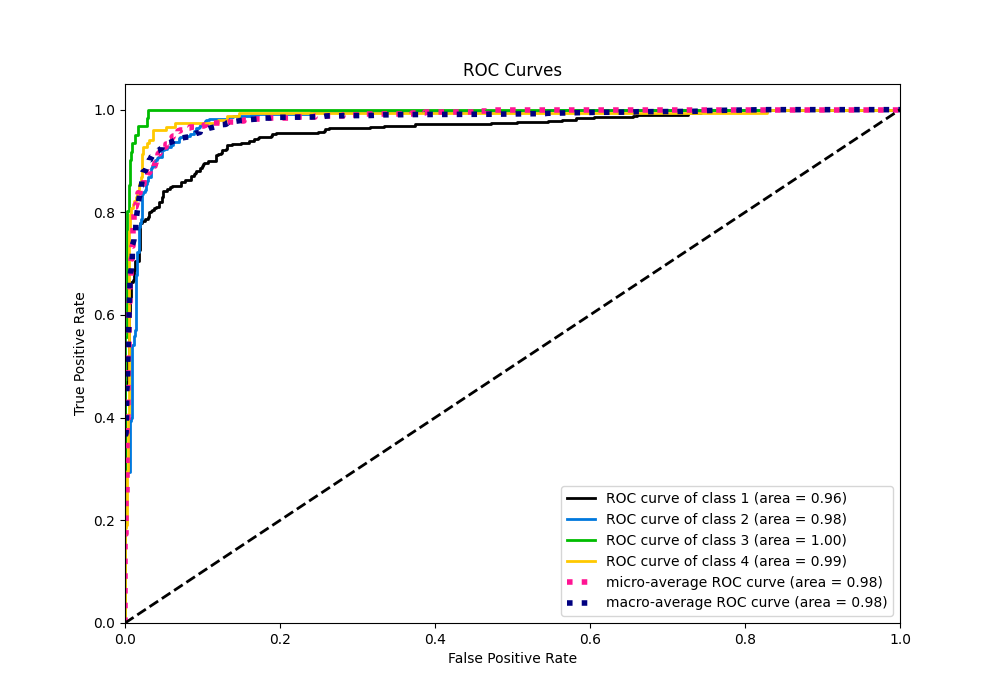 ROC Curves
True Positive Rate
1.0
0.8
0.6
0.4
0.2
0.0
0.0 0.2 0.4 0.6 0.8 1.0
False Positive Rate
ROC curve of class 1 (area = 0.96)
ROC curve of class 2 (area = 0.98)
ROC curve of class 3 (area = 1.00)
ROC curve of class 4 (area = 0.99)
micro-average ROC curve (area = 0.98)
macro-average ROC curve (area = 0.98)